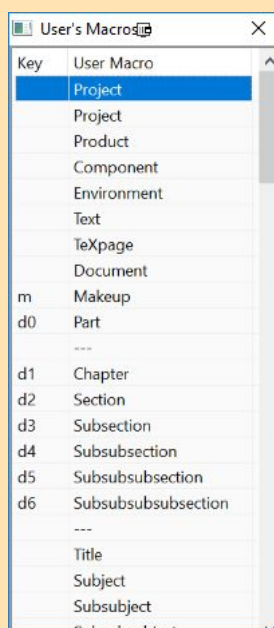 User's Macros
Key User Macro
Project
Project
Product
Component
Environment
Text
TeXpage
Document
m Makeup
d0 Part
---
d1 Chapter
d2 Section
d3 Subsection
d4 Subsubsection
d5 Subsubsubsection
d6 Subsubsubsubsection
---
Title
Subject
Subsubject